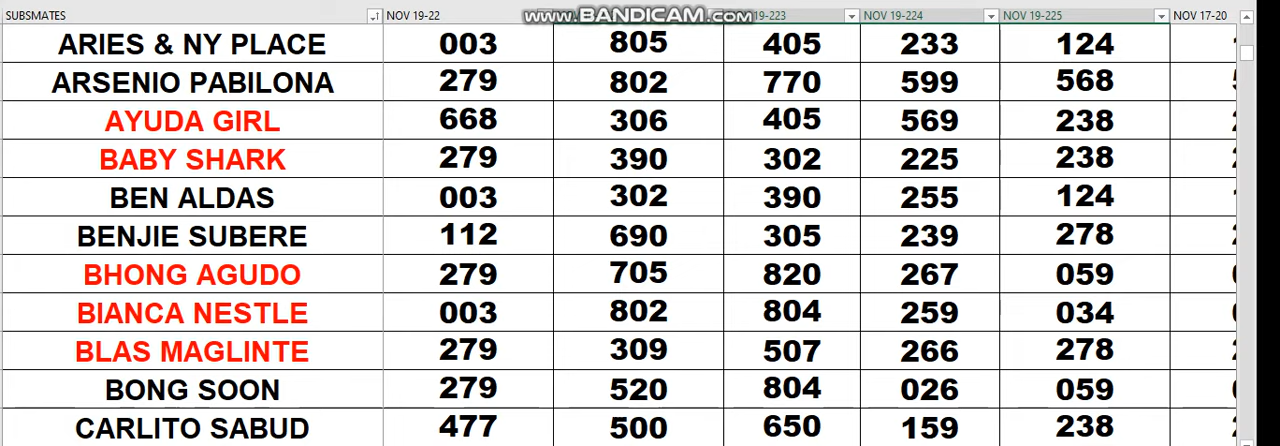 SUBSMATES NOV 19-22 www.BANDICAM.com 19-223 NOV 19-224 NOV 19-225 NOV 17-20
ARIES & NY PLACE 003 805 405 233 124
ARSENIO PABILONA 279 802 770 599 568
AYUDA GIRL 668 306 405 569 238
BABY SHARK 279 390 302 225 238
BEN ALDAS 003 302 390 255 124
BENJIE SUBERE 112 690 305 239 278
BHONG AGUDO 279 705 820 267 059
BIANCA NESTLE 003 802 804 259 034
BLAS MAGLINTE 279 309 507 266 278
BONG SOON 279 520 804 026 059
CARLITO SABUD 477 500 650 159 238